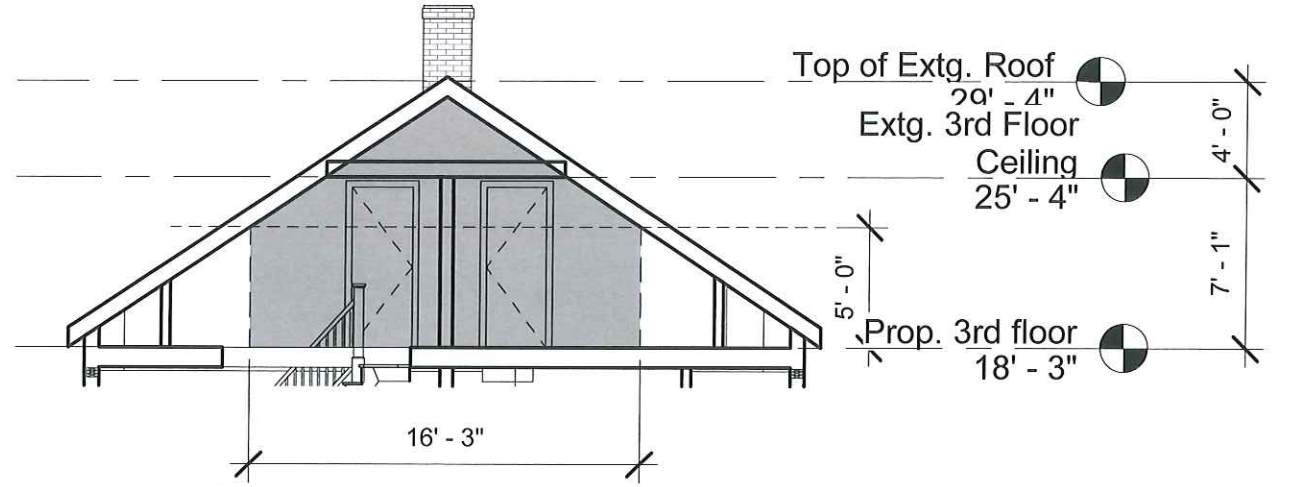 Top of Extg. Roof
29' - 4"
Extg. 3rd Floor
Ceiling
25' - 4"
4' - 0"
7' - 1"
5' - 0"
Prop. 3rd floor
18' - 3"
16' - 3"